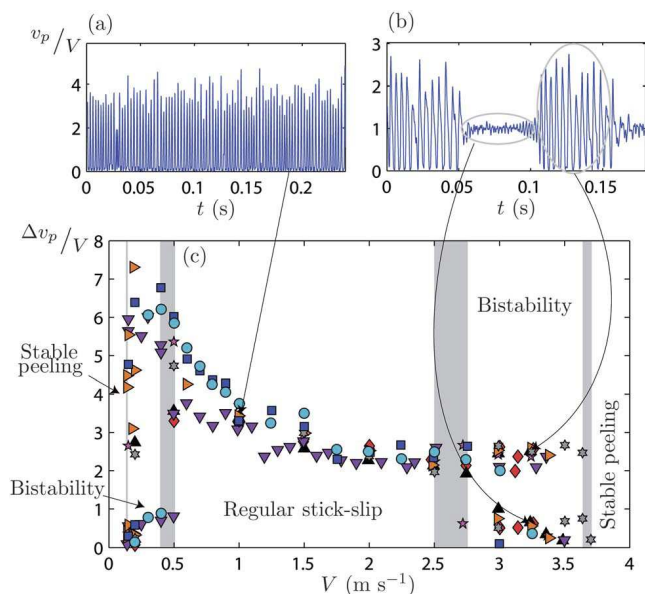 (a)
(b)
v_p/V
4
2
0
0 0.05 0.1 0.15 0.2
t (s)
3
2
1
0
0 0.05 0.1 0.15
t (s)
Δv_p/V
8
7
6
5
4
3
2
1
0
(c)
Bistability
Stable
peeling
Bistability
Regular stick-slip
Stable peeling
0 0.5 1.0 1.5 2.0 2.5 3.0 3.5 4
V (m s⁻¹)